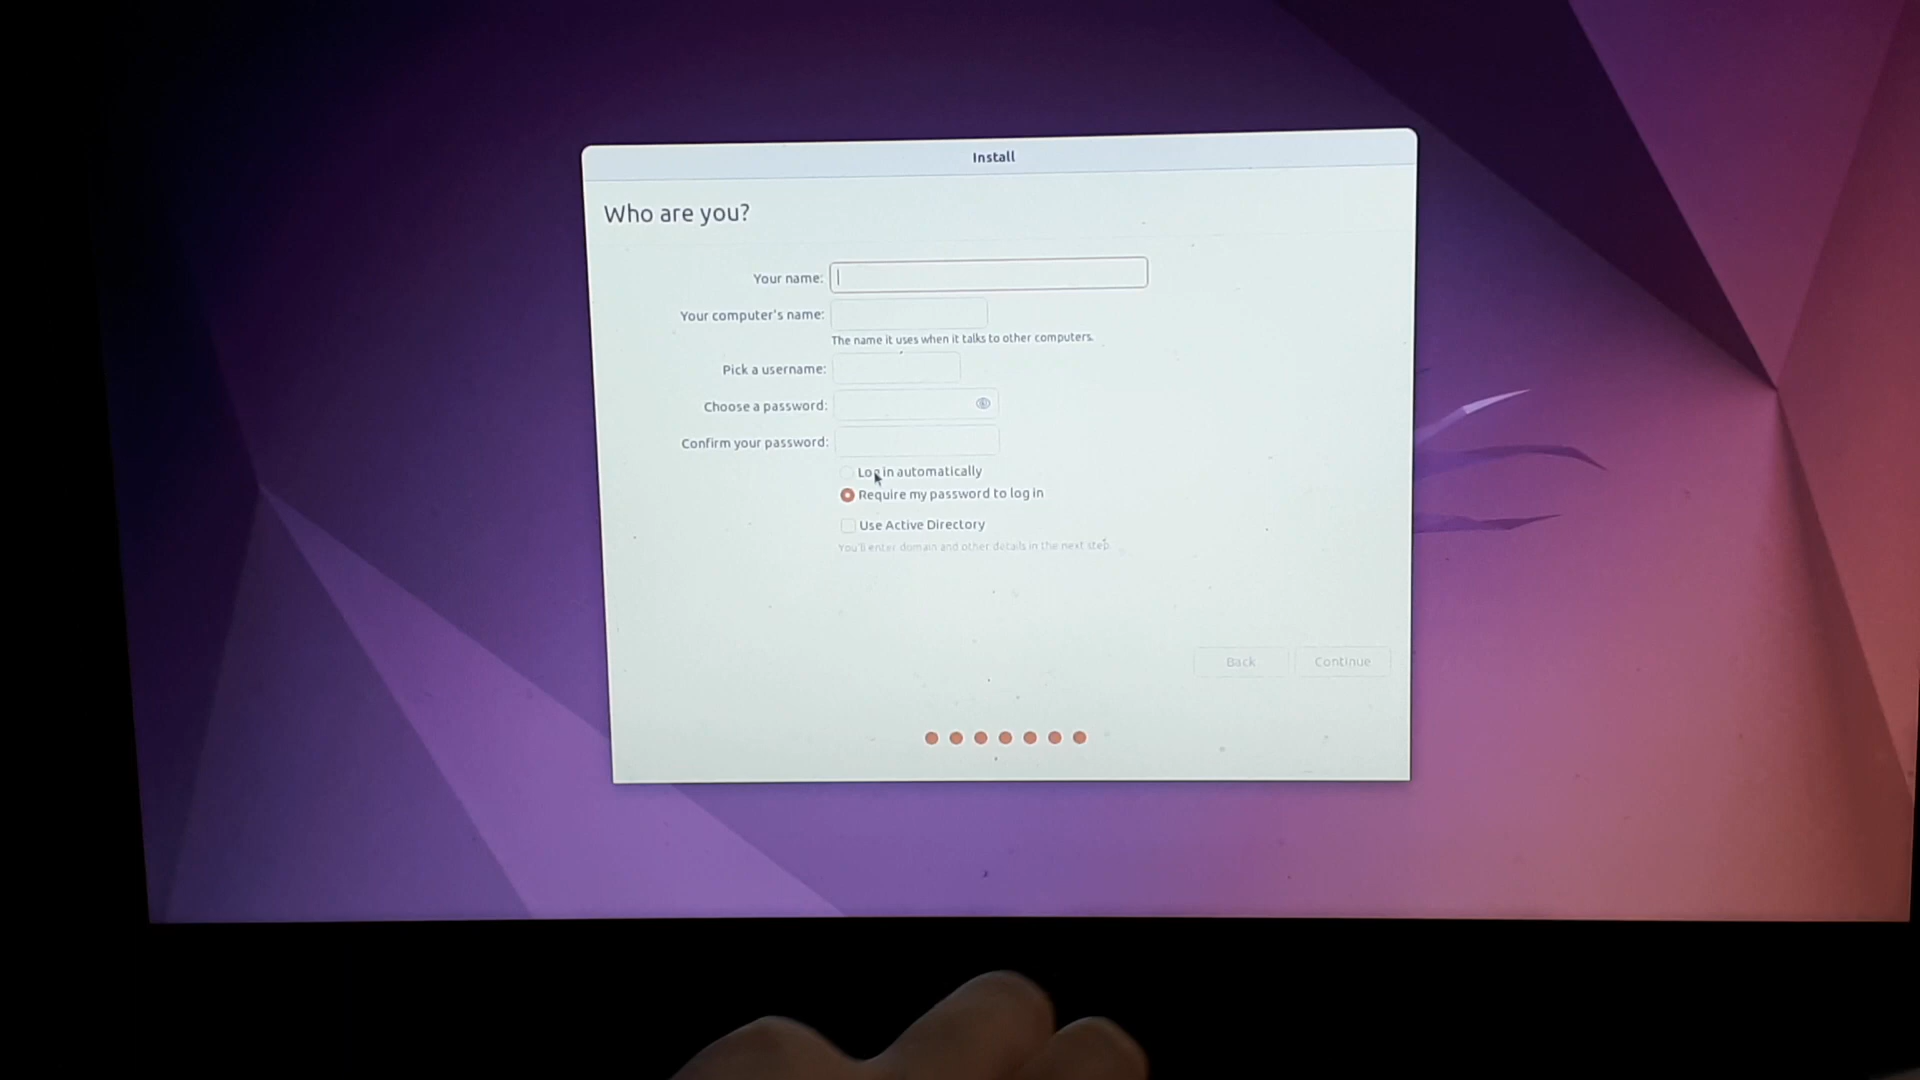 Install
Who are you?
Your name:
Your computer's name:
The name it uses when it talks to other computers.
Pick a username:
Choose a password:
Confirm your password:
Log in automatically
Require my password to log in
Use Active Directory
You'll enter domain and other details in the next step.
Back Continue